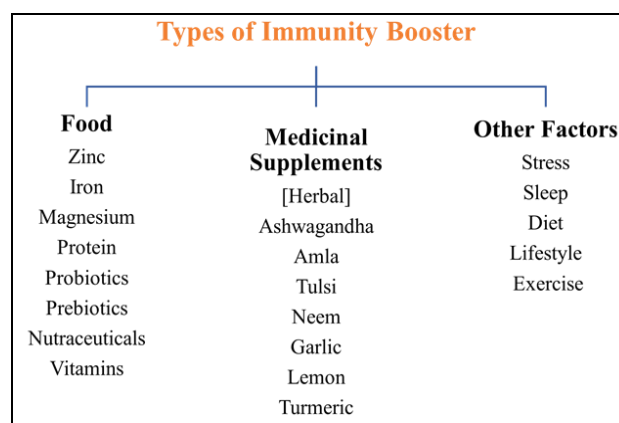 Types of Immunity Booster
Food
Zinc
Iron
Magnesium
Protein
Probiotics
Prebiotics
Nutraceuticals
Vitamins
Medicinal
Supplements
[Herbal]
Ashwagandha
Amla
Tulsi
Neem
Garlic
Lemon
Turmeric
Other Factors
Stress
Sleep
Diet
Lifestyle
Exercise